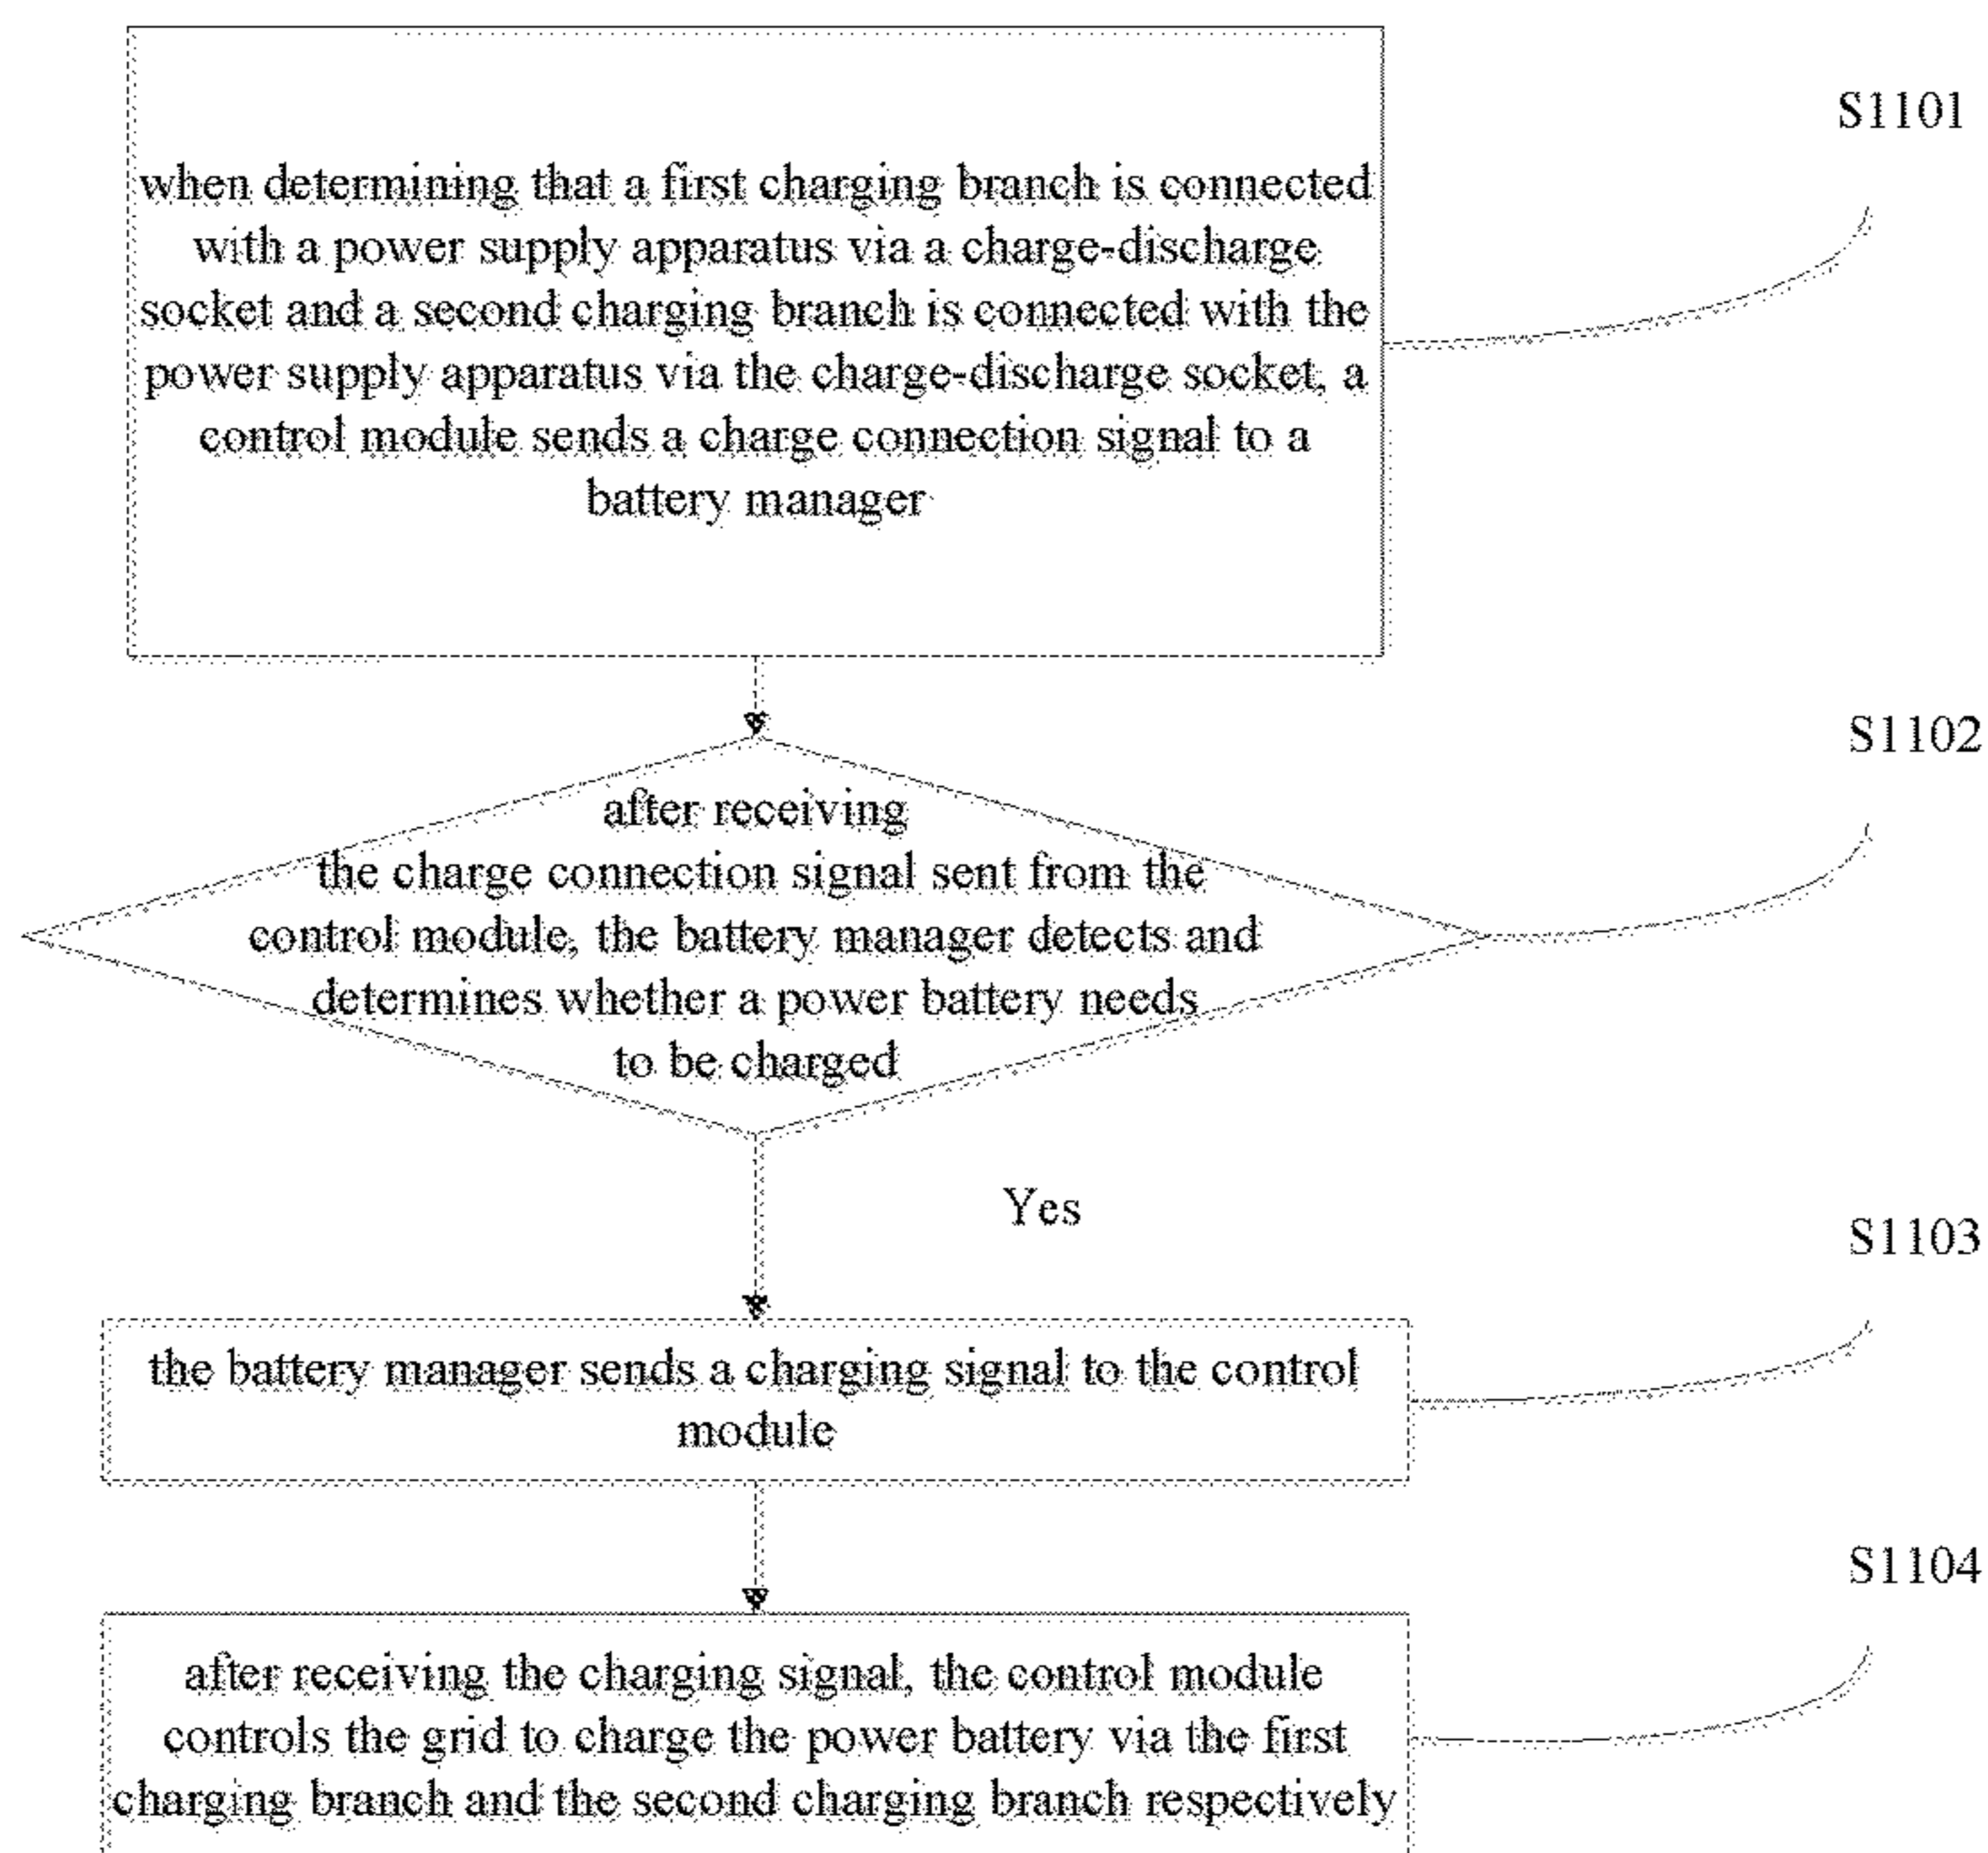 S1101
when determining that a first charging branch is connected
with a power supply apparatus via a charge-discharge
socket and a second charging branch is connected with the
power supply apparatus via the charge-discharge socket, a
control module sends a charge connection signal to a
battery manager
S1102
after receiving
the charge connection signal sent from the
control module, the battery manager detects and
determines whether a power battery needs
to be charged
Yes
S1103
the battery manager sends a charging signal to the control
module
S1104
after receiving the charging signal, the control module
controls the grid to charge the power battery via the first
charging branch and the second charging branch respectively